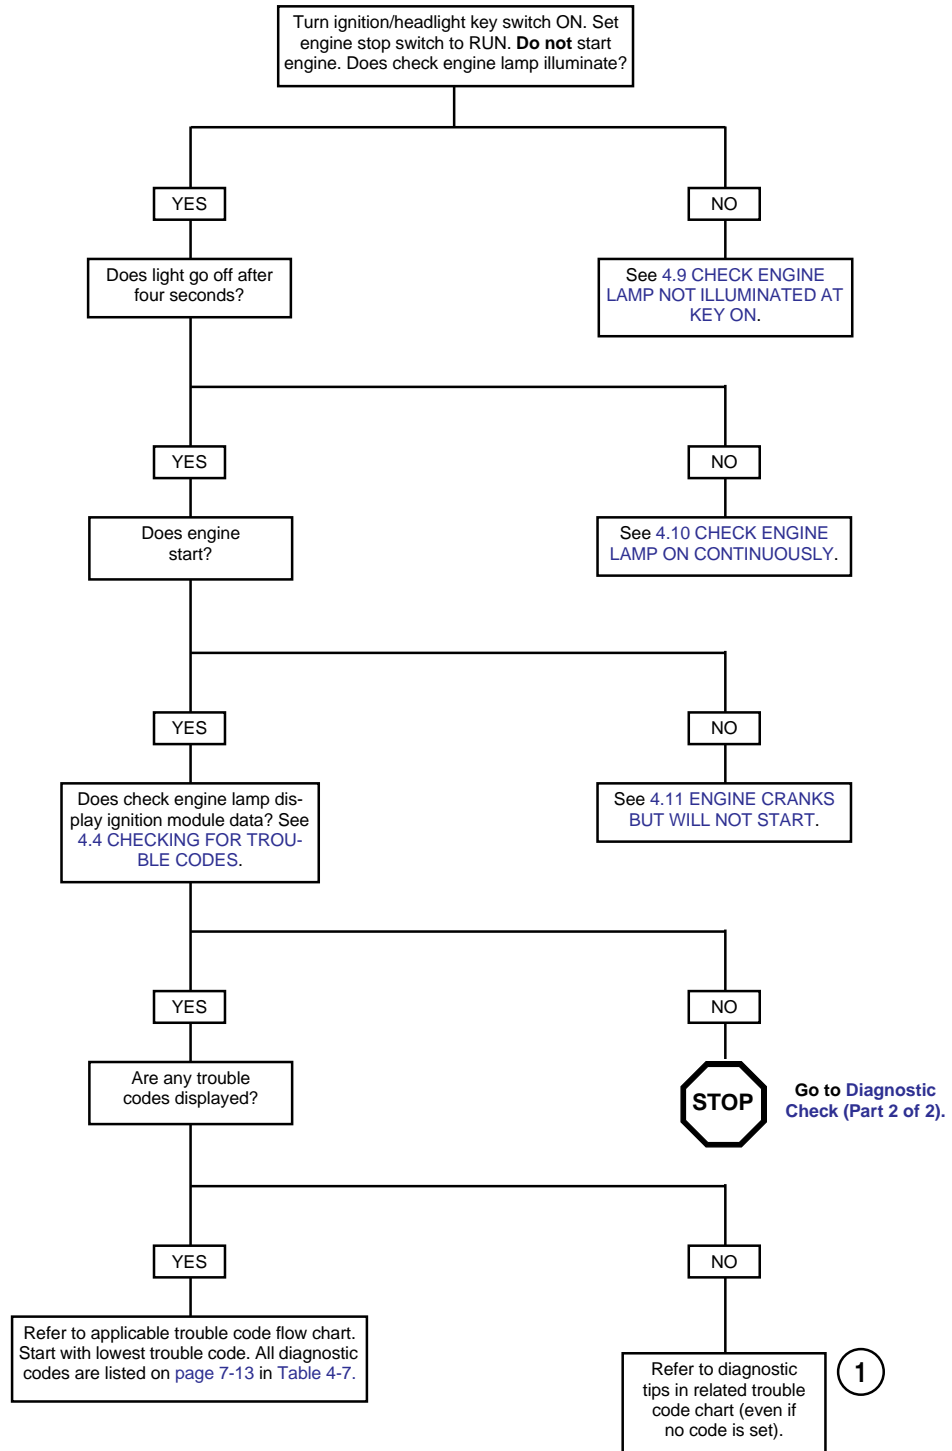 Turn ignition/headlight key switch ON. Set
engine stop switch to RUN. Do not start
engine. Does check engine lamp illuminate?
YES
NO
Does light go off after
four seconds?
See 4.9 CHECK ENGINE
LAMP NOT ILLUMINATED AT
KEY ON.
YES
NO
Does engine
start?
See 4.10 CHECK ENGINE
LAMP ON CONTINUOUSLY.
YES
NO
Does check engine lamp dis-
play ignition module data? See
4.4 CHECKING FOR TROU-
BLE CODES.
See 4.11 ENGINE CRANKS
BUT WILL NOT START.
YES
NO
Are any trouble
codes displayed?
STOP
Go to Diagnostic
Check (Part 2 of 2).
YES
NO
Refer to applicable trouble code flow chart.
Start with lowest trouble code. All diagnostic
codes are listed on page 7-13 in Table 4-7.
Refer to diagnostic
tips in related trouble
code chart (even if
no code is set).
1